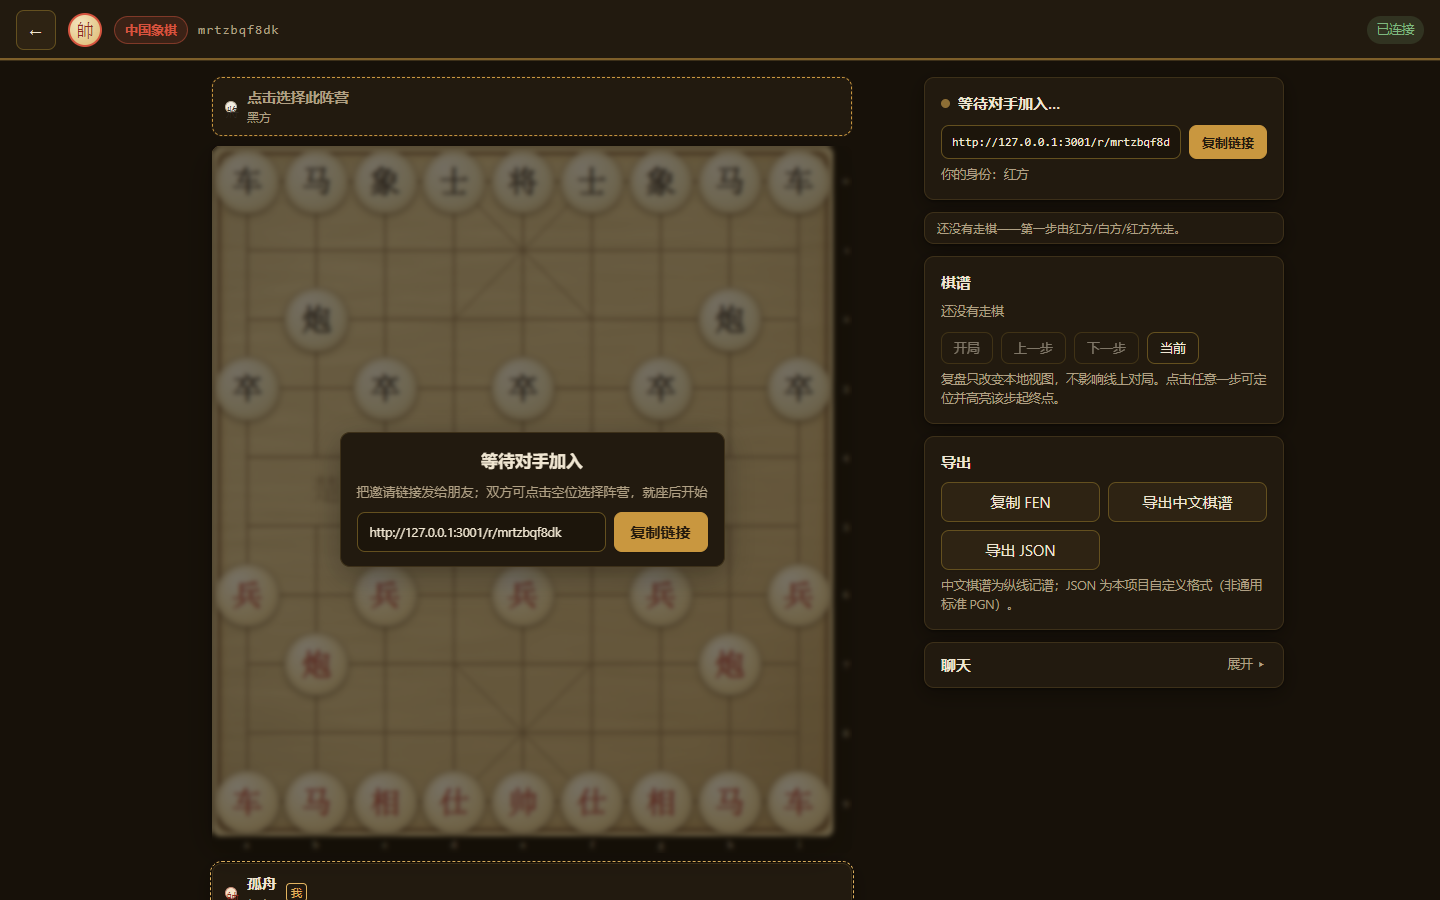 ←
帥
中国象棋
mrtzbqf8dk
已连接
点击选择此阵营
黑方
车 马 象 士 将 士 象 马 车
炮 炮
卒 卒 卒 卒 卒
等待对手加入
把邀请链接发给朋友；双方可点击空位选择阵营，就座后开始
http://127.0.0.1:3001/r/mrtzbqf8dk
复制链接
兵 兵 兵 兵 兵
炮 炮
车 马 相 仕 帅 仕 相 马 车
孤舟
我
等待对手加入...
http://127.0.0.1:3001/r/mrtzbqf8d
复制链接
你的身份：红方
还没有走棋——第一步由红方/白方/红方先走。
棋谱
还没有走棋
开局
上一步
下一步
当前
复盘只改变本地视图，不影响线上对局。点击任意一步可定
位并高亮该步起终点。
导出
复制 FEN
导出中文棋谱
导出 JSON
中文棋谱为纵线记谱；JSON 为本项目自定义格式（非通用
标准 PGN）。
聊天
展开 ▸